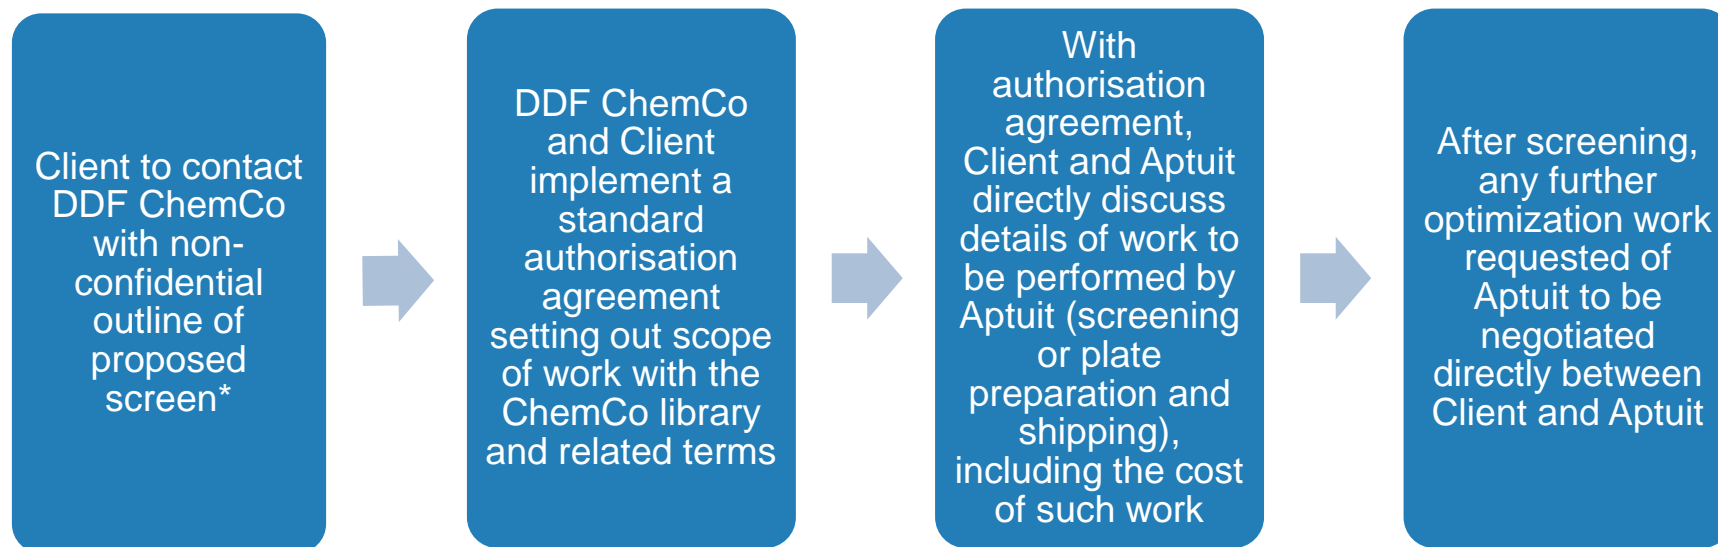 Client to contact
DDF ChemCo
with non-
confidential
outline of
proposed
screen*
DDF ChemCo
and Client
implement a
standard
authorisation
agreement
setting out scope
of work with the
ChemCo library
and related terms
With
authorisation
agreement,
Client and Aptuit
directly discuss
details of work to
be performed by
Aptuit (screening
or plate
preparation and
shipping),
including the cost
of such work
After screening,
any further
optimization work
requested of
Aptuit to be
negotiated
directly between
Client and Aptuit